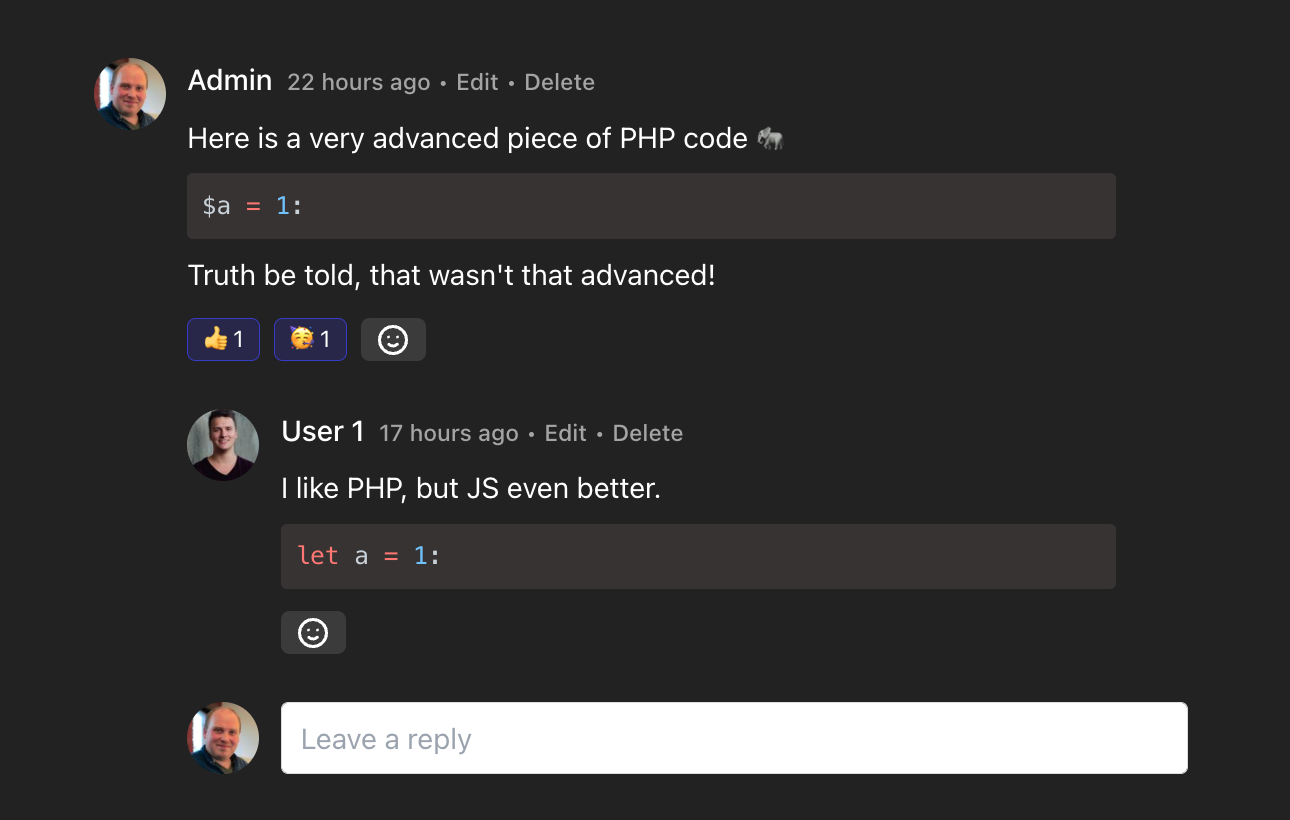 Admin 22 hours ago • Edit • Delete
Here is a very advanced piece of PHP code 🐘
$a = 1:
Truth be told, that wasn't that advanced!
👍 1 🥳 1
User 1 17 hours ago • Edit • Delete
I like PHP, but JS even better.
let a = 1:
Leave a reply